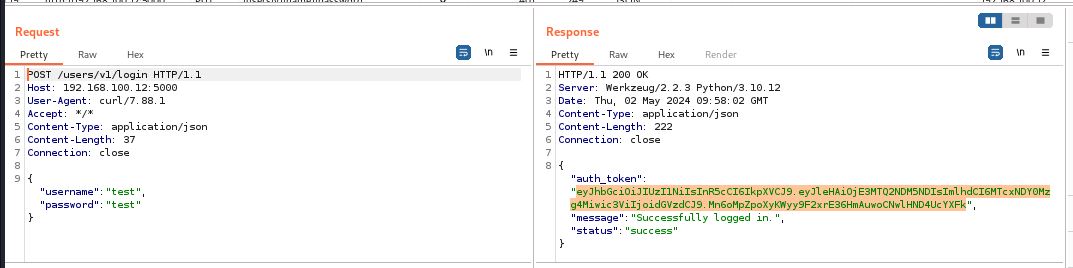 Request
Pretty Raw Hex
\n
1 POST /users/v1/login HTTP/1.1
2 Host: 192.168.100.12:5000
3 User-Agent: curl/7.88.1
4 Accept: */*
5 Content-Type: application/json
6 Content-Length: 37
7 Connection: close
8
9 {
"username":"test",
"password":"test"
}
Response
Pretty Raw Hex Render
\n
1 HTTP/1.1 200 OK
2 Server: Werkzeug/2.2.3 Python/3.10.12
3 Date: Thu, 02 May 2024 09:58:02 GMT
4 Content-Type: application/json
5 Content-Length: 222
6 Connection: close
7
8 {
"auth_token":
"eyJhbGciOiJIUzI1NiIsInR5cCI6IkpXVCJ9.eyJleHAiOjE3MTQ2NDM5NDIsImlhdCI6MTcxNDY0Mz
g4Miwic3ViIjoidGVzdCJ9.Mn6oMpZpoXyKWyy9F2xrE36HmAuwoCNwlHND4UcYXFk",
"message":"Successfully logged in.",
"status":"success"
}